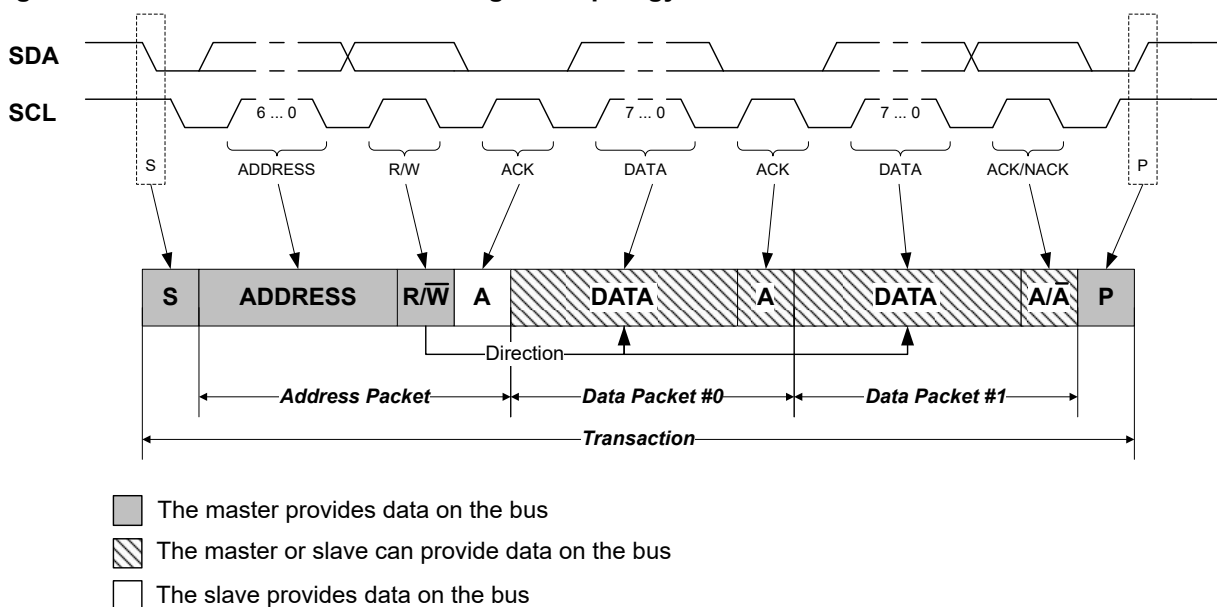 SDA
SCL
6 ... 0
7 ... 0
7 ... 0
S
ADDRESS
R/W
ACK
DATA
ACK
DATA
ACK/NACK
P
S
ADDRESS
R/W̅
A
DATA
A
DATA
A/A̅
P
Direction
Address Packet
Data Packet #0
Data Packet #1
Transaction
The master provides data on the bus
The master or slave can provide data on the bus
The slave provides data on the bus